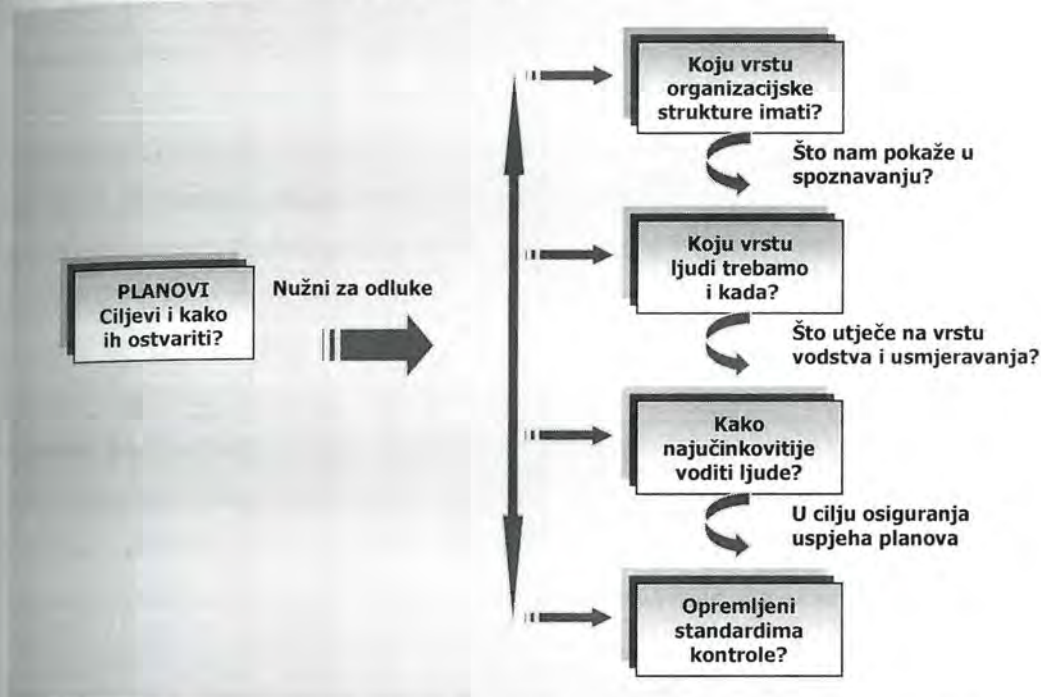 PLANOVI
Ciljevi i kako
ih ostvariti?
Nužni za odluke
Koju vrstu
organizacijske
strukture imati?
Što nam pokaže u
spoznavanju?
Koju vrstu
ljudi trebamo
i kada?
Što utječe na vrstu
vodstva i usmjeravanja?
Kako
najučinkovitije
voditi ljude?
U cilju osiguranja
uspjeha planova
Opremljeni
standardima
kontrole?